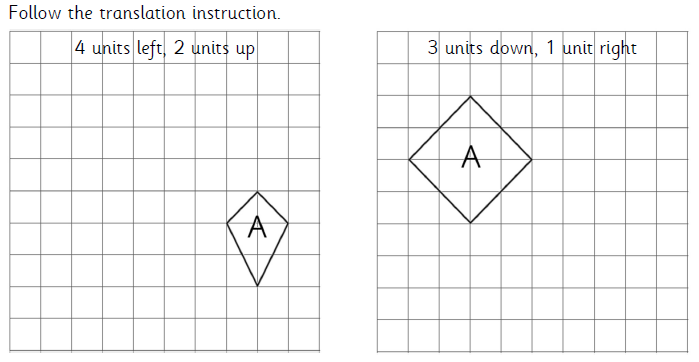 Follow the translation instruction.
4 units left, 2 units up
3 units down, 1 unit right
A
A